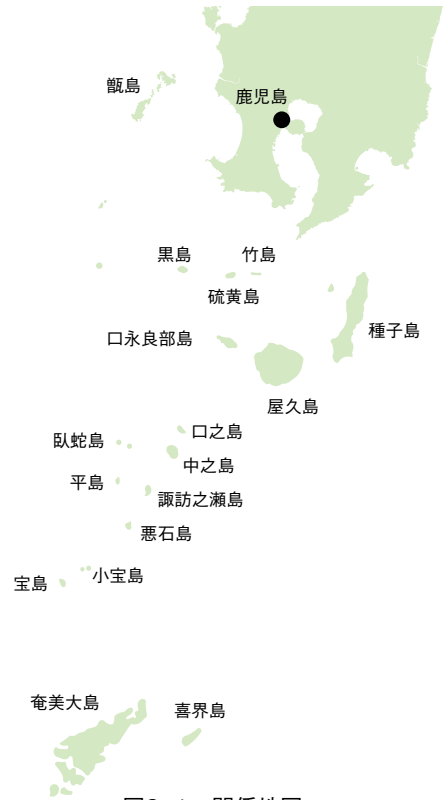 甑島
鹿児島
黒島
竹島
硫黄島
種子島
口永良部島
屋久島
口之島
臥蛇島
中之島
平島
諏訪之瀬島
悪石島
小宝島
宝島
奄美大島
喜界島